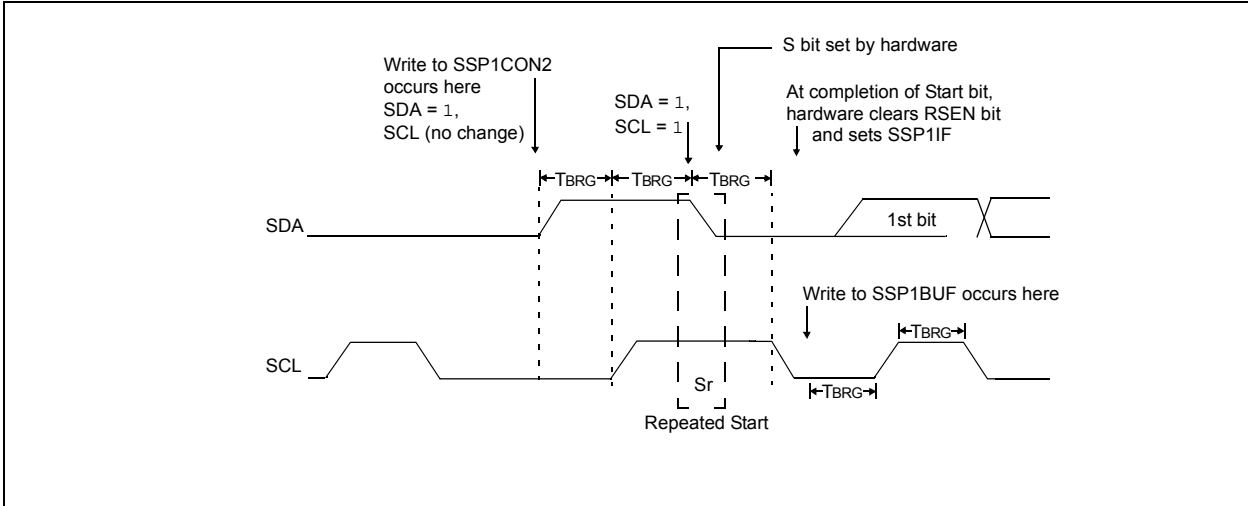 S bit set by hardware
Write to SSP1CON2
occurs here
SDA = 1,
SCL (no change)
SDA = 1,
SCL = 1
At completion of Start bit,
hardware clears RSEN bit
and sets SSP1IF
TBRG TBRG TBRG
SDA
1st bit
Write to SSP1BUF occurs here
TBRG
SCL
Sr
TBRG
Repeated Start